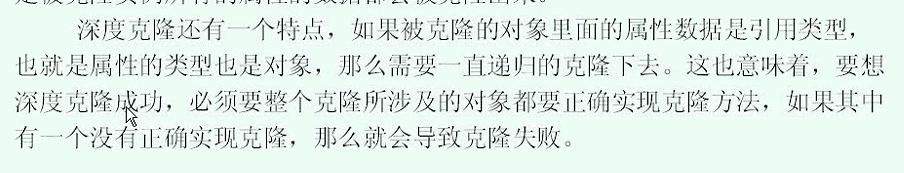 深度克隆还有一个特点，如果被克隆的对象里面的属性数据是引用类型，
也就是属性的类型也是对象，那么需要一直递归的克隆下去。这也意味着，要想
深度克隆成功，必须要整个克隆所涉及的对象都要正确实现克隆方法，如果其中
有一个没有正确实现克隆，那么就会导致克隆失败。